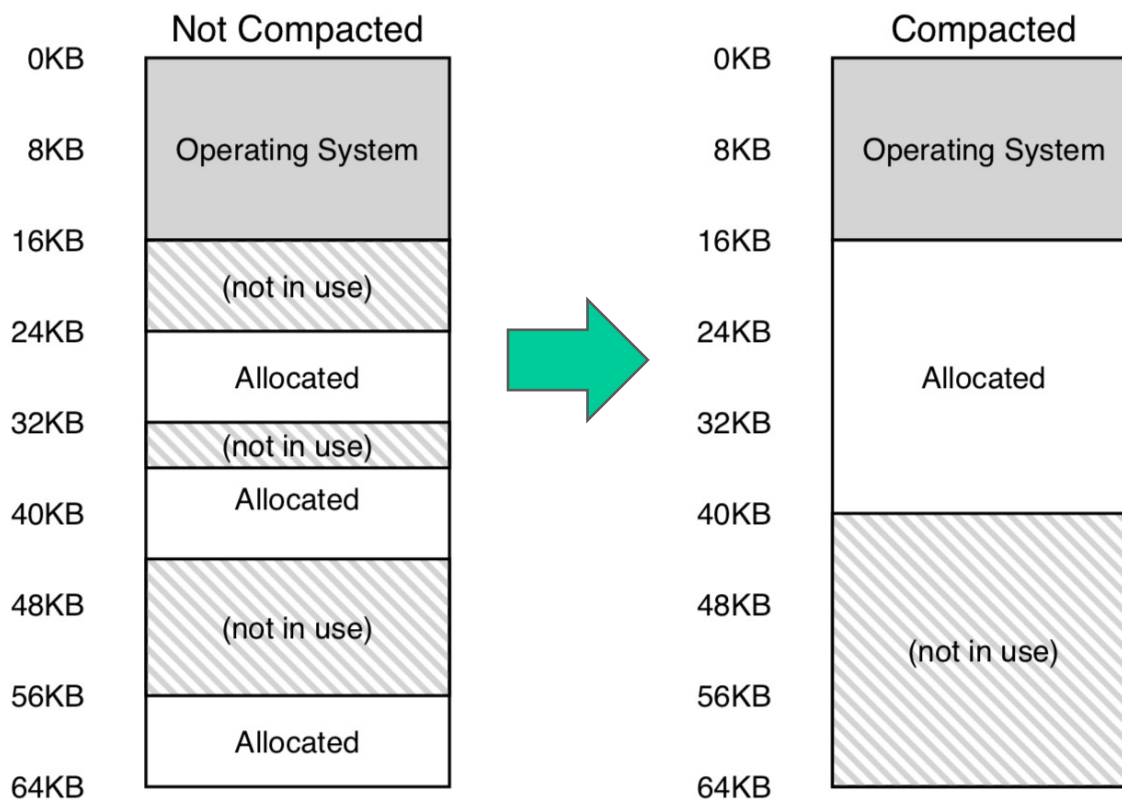 Not Compacted
0KB
8KB
Operating System
16KB
(not in use)
24KB
Allocated
32KB
(not in use)
Allocated
40KB
48KB
(not in use)
56KB
Allocated
64KB
Compacted
0KB
8KB
Operating System
16KB
24KB
Allocated
32KB
40KB
48KB
(not in use)
56KB
64KB